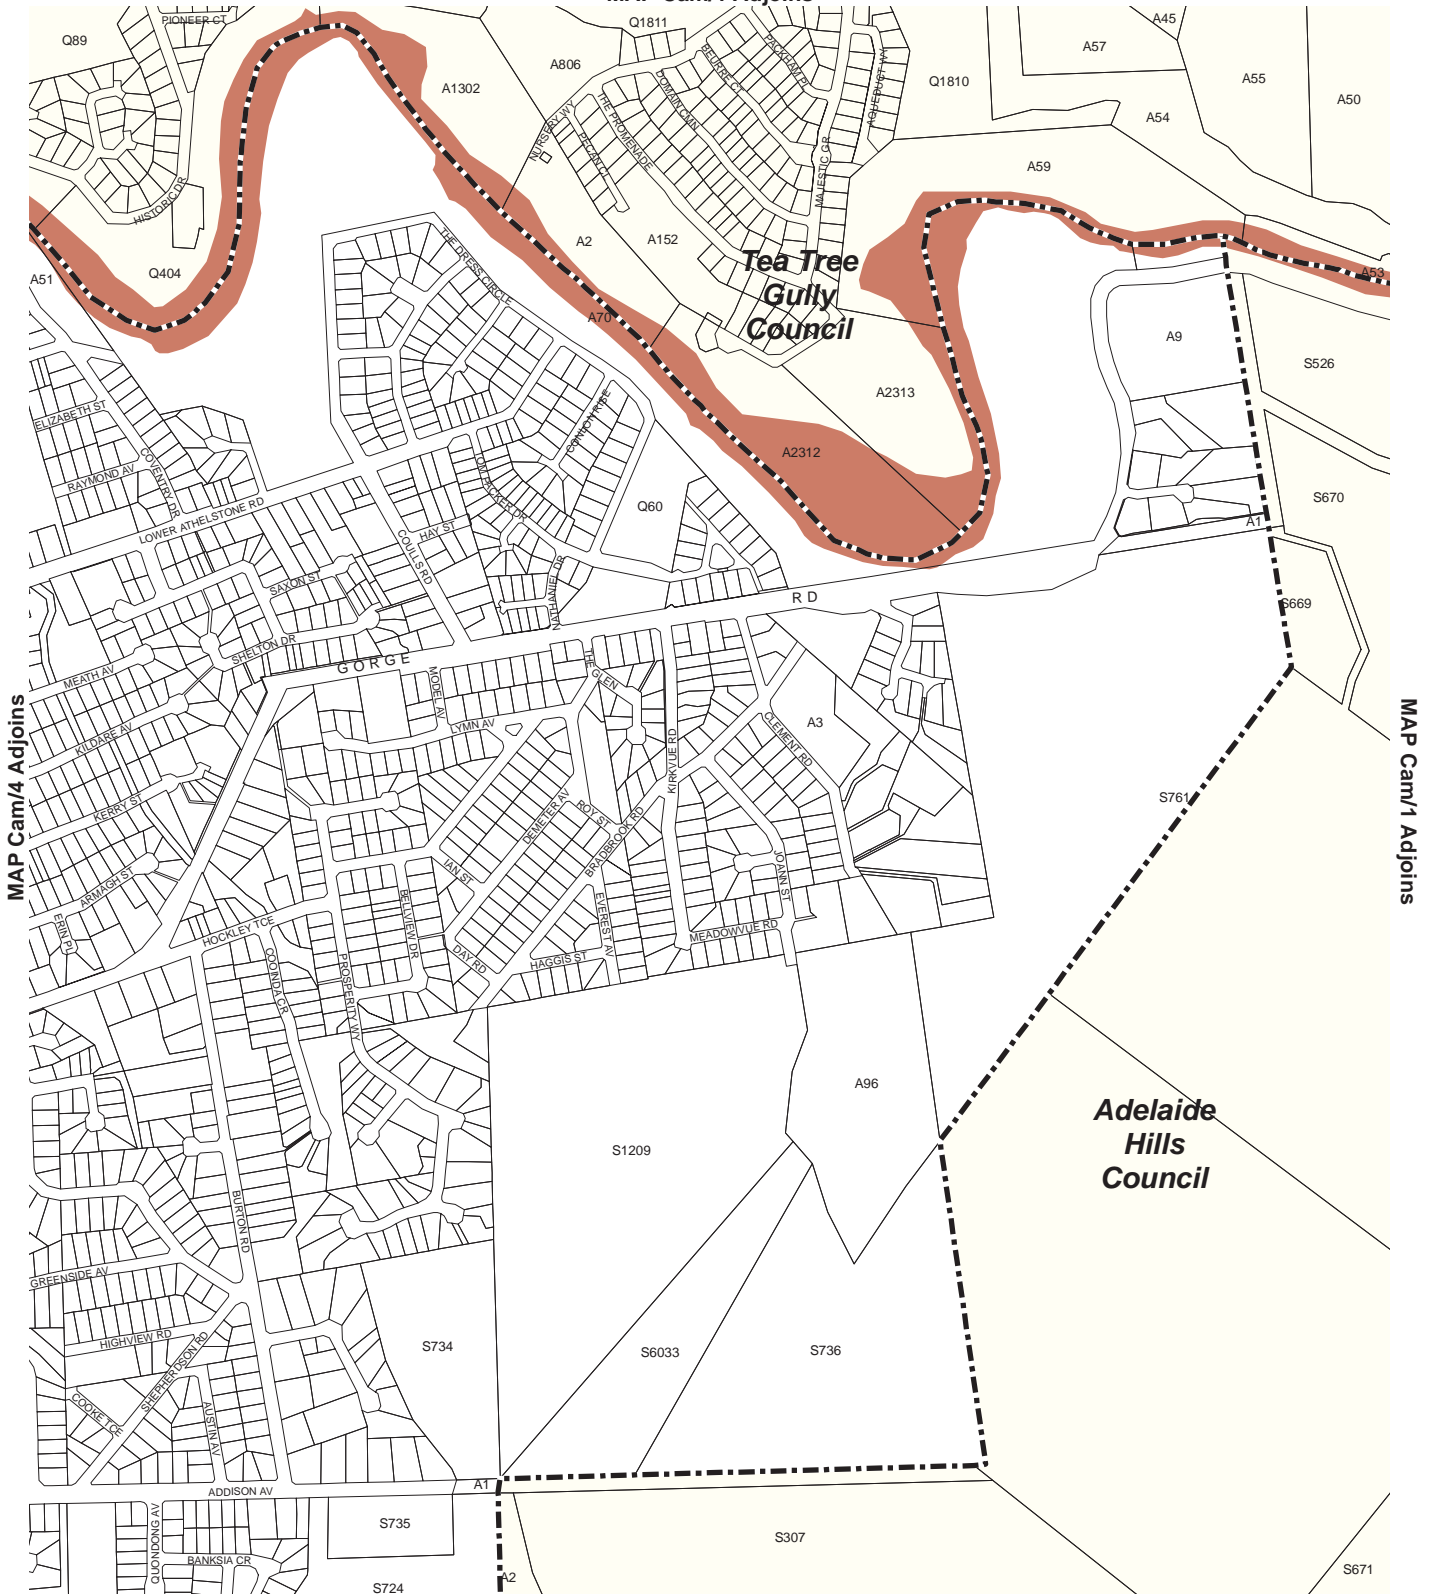 PIONEER CT
Q89
Q1811
A806
A1302
BEURRE CT
PACKHAM PL
AQUEDUCT WY
A45
A57
A55
A50
Q1810
A54
DOMAIN CMN
THE PROMENADE
NURSERY WY
PECAN CT
MAJESTIC GR
A59
HISTORIC DR
Q404
A51
THE DRESS CIRCLE
A2
A152
A70
Tea Tree
Gully
Council
A53
A9
S526
A2313
A2312
ELIZABETH ST
RAYMOND AV
COVENTRY DR
LOWER ATHELSTONE RD
CONLON RISE
TOM PACKER DR
HAY ST
COULLS RD
Q60
S670
A1
NATHANIEL DR
SAXON ST
SHELTON DR
GORGE
RD
S669
MEATH AV
KILDARE AV
KERRY ST
ARMAGH ST
ERIN PL
MODEL AV
LYMN AV
THE GLEN
KIRKVUE RD
CLEMENT RD
A3
S761
MAP Cam/4 Adjoins
MAP Cam/1 Adjoins
DEMETER AV
ROY ST
BRADBROOK RD
IAN ST
JOANN ST
BELLVIEW DR
EVEREST AV
MEADOWVUE RD
HOCKLEY TCE
COOINDA CR
PROSPERITY WY
DAY RD
HAGGIS ST
A96
S1209
Adelaide
Hills
Council
BURTON RD
GREENSIDE AV
HIGHVIEW RD
SHEPHERDSON RD
COOKE TCE
AUSTIN AV
S734
S6033
S736
ADDISON AV
A1
QUONDONG AV
BANKSIA CR
S735
S724
A2
S307
S671